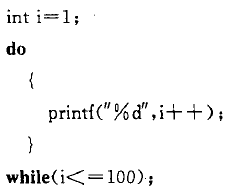 int i=1;
do
{
printf("%d",i++);
}
while(i<=100);